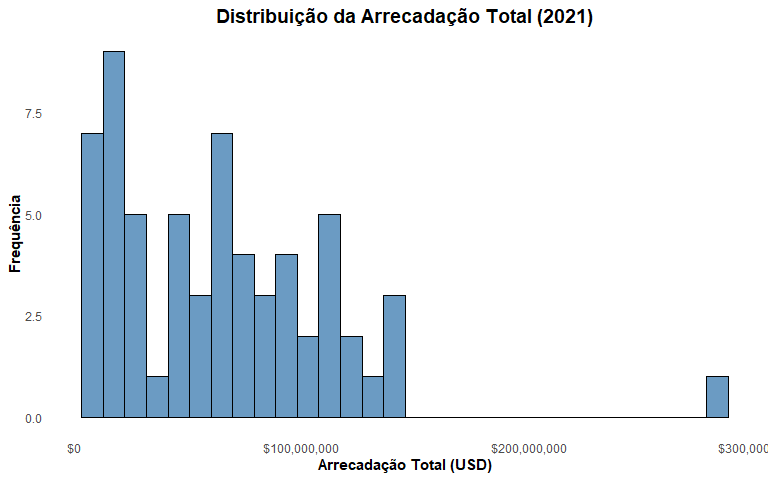 Distribuição da Arrecadação Total (2021)
Frequência
7.5
5.0
2.5
0.0
$0
$100,000,000
$200,000,000
$300,000
Arrecadação Total (USD)